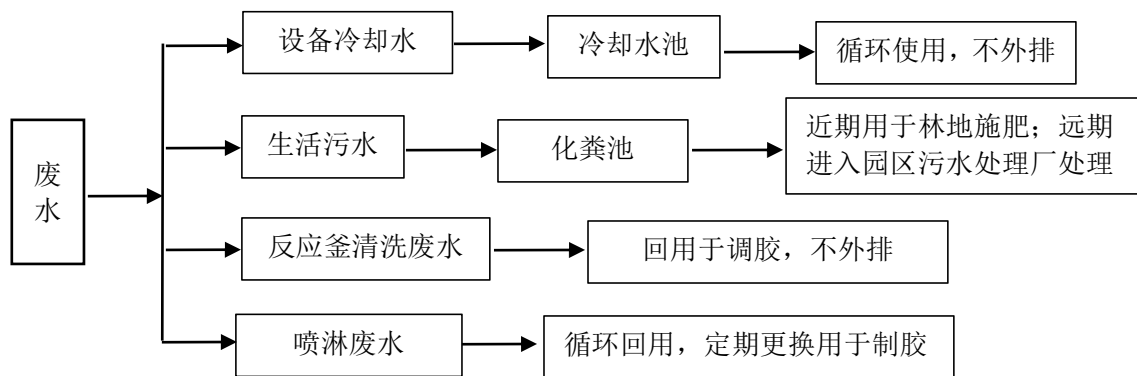 废
水
设备冷却水
冷却水池
循环使用，不外排
生活污水
化粪池
近期用于林地施肥；远期
进入园区污水处理厂处理
反应釜清洗废水
回用于调胶，不外排
喷淋废水
循环回用，定期更换用于制胶